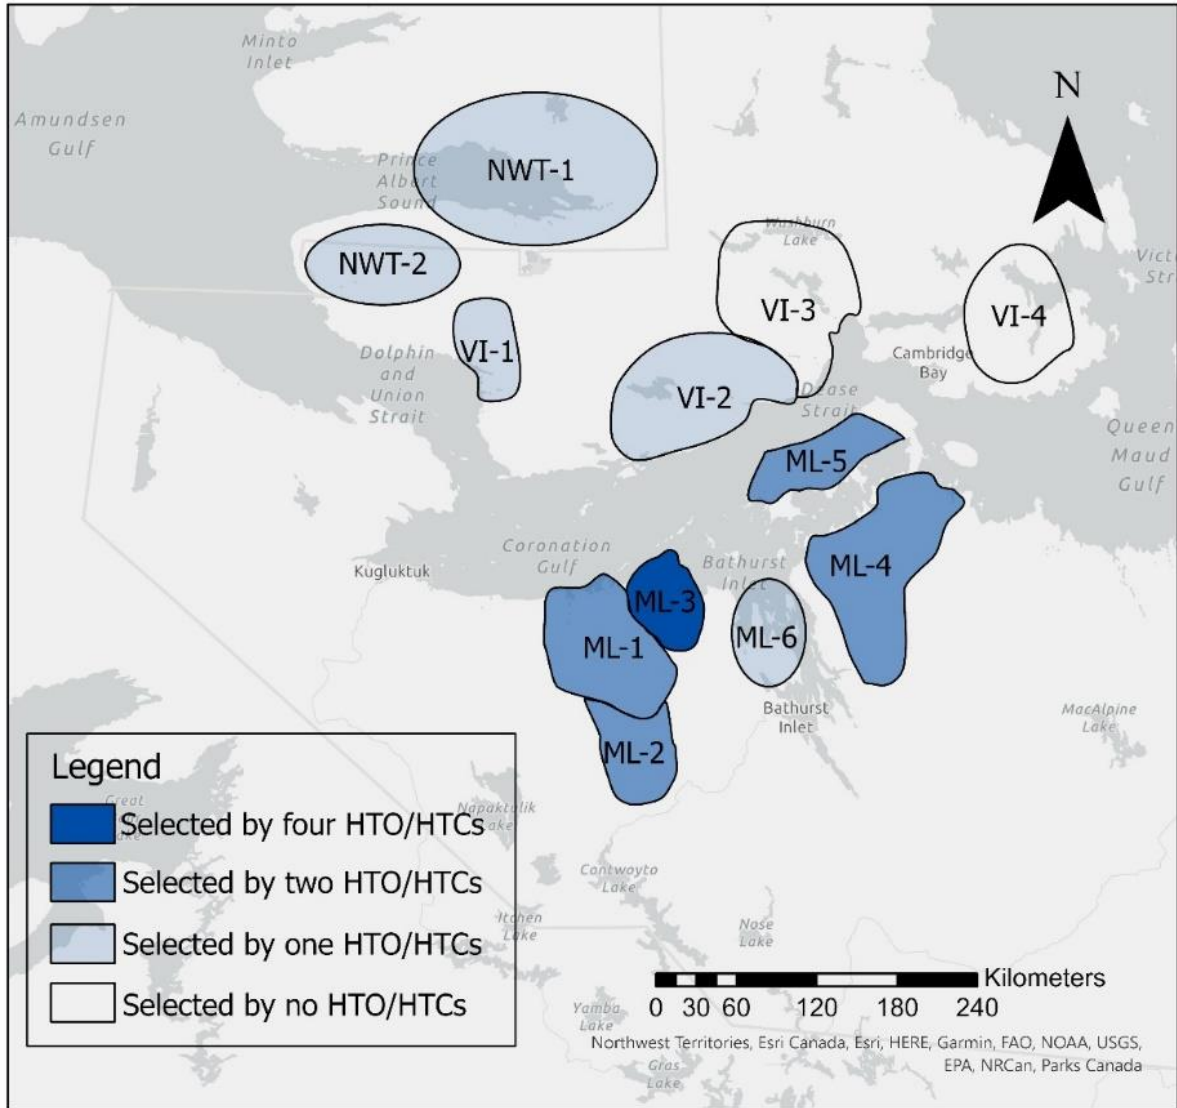 Minto
Inlet
N
Amundsen
Gulf
Prince
Albert
Sound
NWT-1
Washburn
Lake
NWT-2
VI-3
VI-4
VI-1
Dolphin
and
Union
Strait
Cambridge
Bay
VI-2
Dease
Strait
Queen
Maud
Gulf
ML-5
Coronation
Gulf
Kugluktuk
Bathurst
Inlet
ML-4
ML-3
ML-1
ML-6
Bathurst
Inlet
MacAlpine
Lake
ML-2
Legend
Great
Selected by four HTO/HTCs
Selected by two HTO/HTCs
Selected by one HTO/HTCs
Selected by no HTO/HTCs
Napaktulik
Lake
Contwoyto
Lake
Itchen
Lake
Nose
Lake
Yamba
Lake
Gras
Lake
Kilometers
0 30 60 120 180 240
Northwest Territories, Esri Canada, Esri, HERE, Garmin, FAO, NOAA, USGS,
EPA, NRCan, Parks Canada